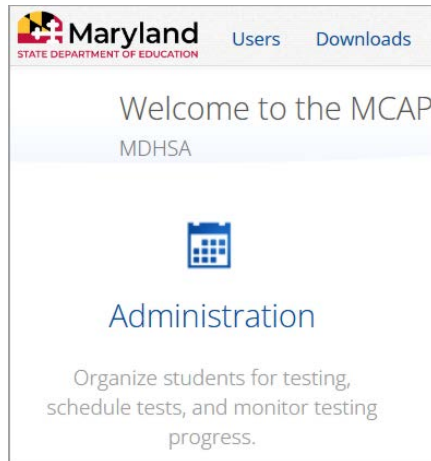 Maryland
STATE DEPARTMENT OF EDUCATION
Users Downloads
Welcome to the MCAP
MDHSA
Administration
Organize students for testing,
schedule tests, and monitor testing
progress.